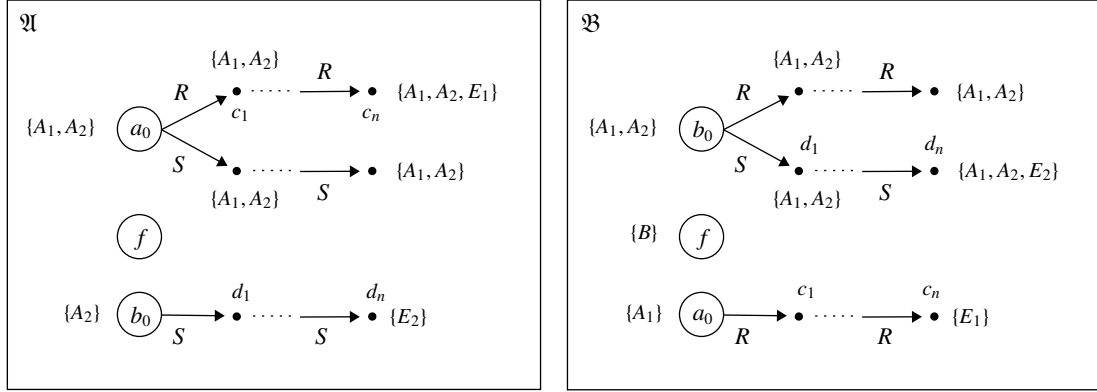 𝔄
{A₁, A₂}
R
R
{A₁, A₂, E₁}
c₁
cₙ
{A₁, A₂}
a₀
S
{A₁, A₂}
{A₁, A₂}
S
f
{A₂}
b₀
d₁
dₙ
{E₂}
S
S
𝔅
{A₁, A₂}
R
R
{A₁, A₂}
{A₁, A₂}
b₀
d₁
dₙ
S
{A₁, A₂, E₂}
{A₁, A₂}
S
{B}
f
{A₁}
a₀
c₁
cₙ
{E₁}
R
R